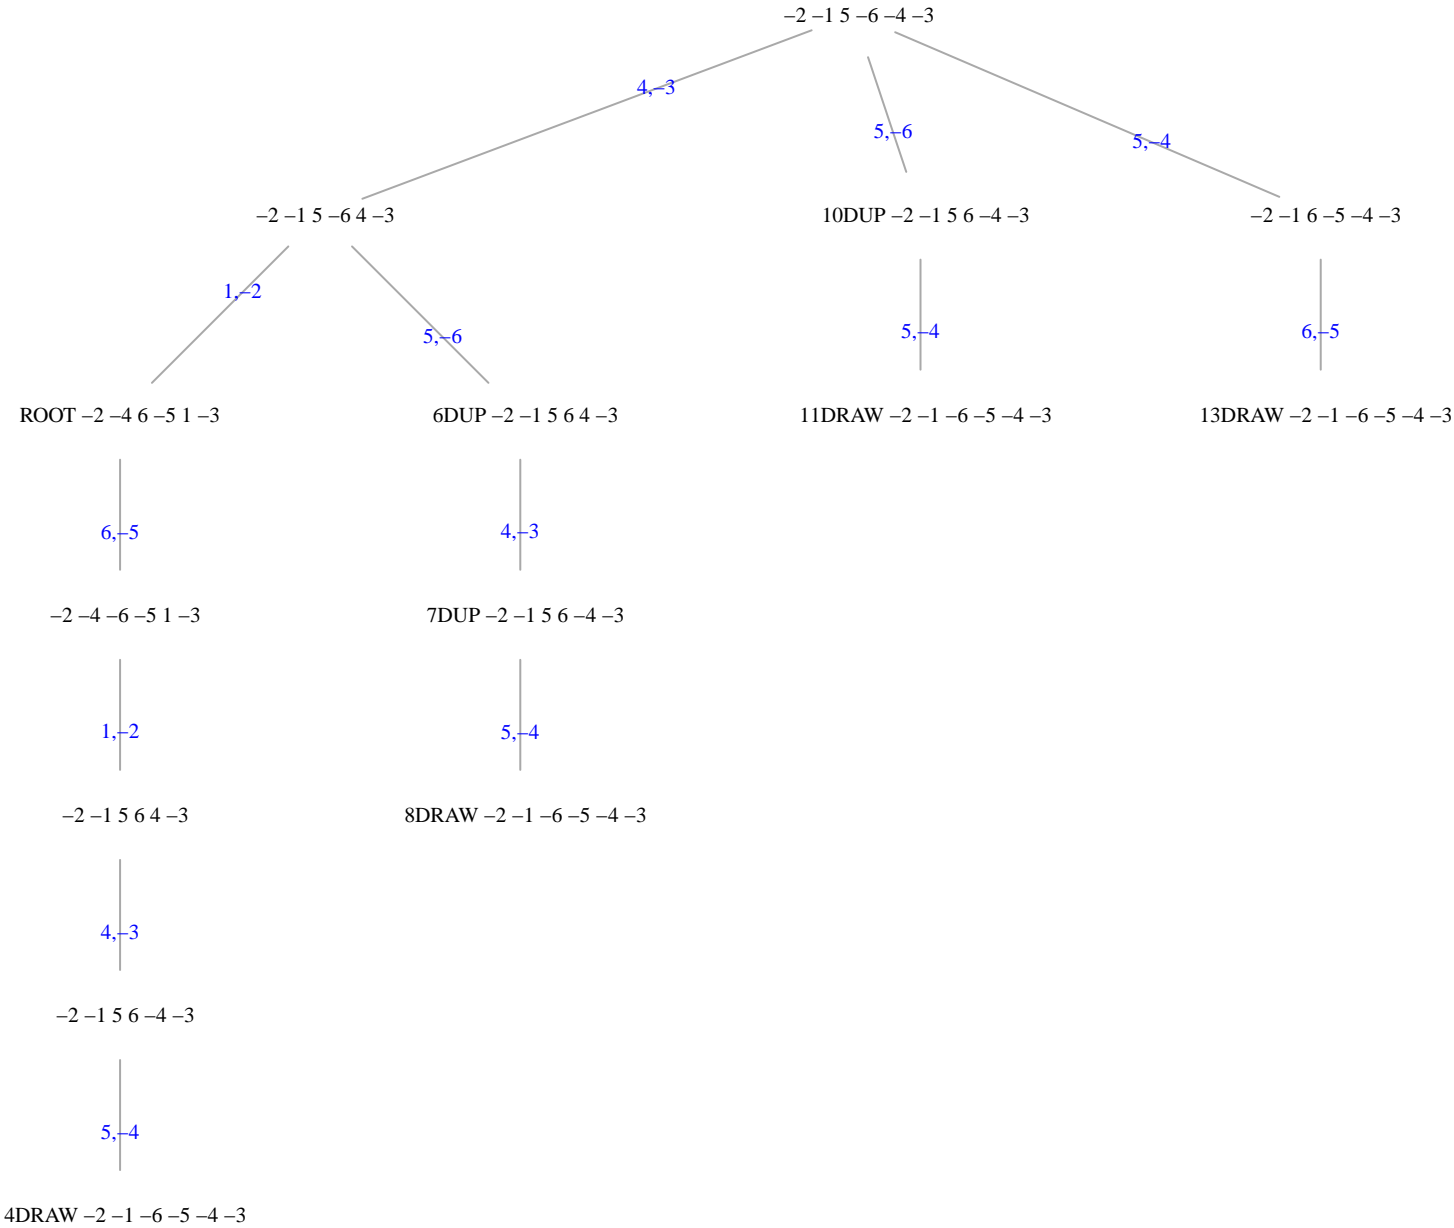 –2 –1 5 –6 –4 –3
4,–3
5,–6
5,–4
–2 –1 5 –6 4 –3
10DUP –2 –1 5 6 –4 –3
–2 –1 6 –5 –4 –3
1,–2
5,–6
5,–4
6,–5
ROOT –2 –4 6 –5 1 –3
6DUP –2 –1 5 6 4 –3
11DRAW –2 –1 –6 –5 –4 –3
13DRAW –2 –1 –6 –5 –4 –3
6,–5
4,–3
–2 –4 –6 –5 1 –3
7DUP –2 –1 5 6 –4 –3
1,–2
5,–4
–2 –1 5 6 4 –3
8DRAW –2 –1 –6 –5 –4 –3
4,–3
–2 –1 5 6 –4 –3
5,–4
4DRAW –2 –1 –6 –5 –4 –3